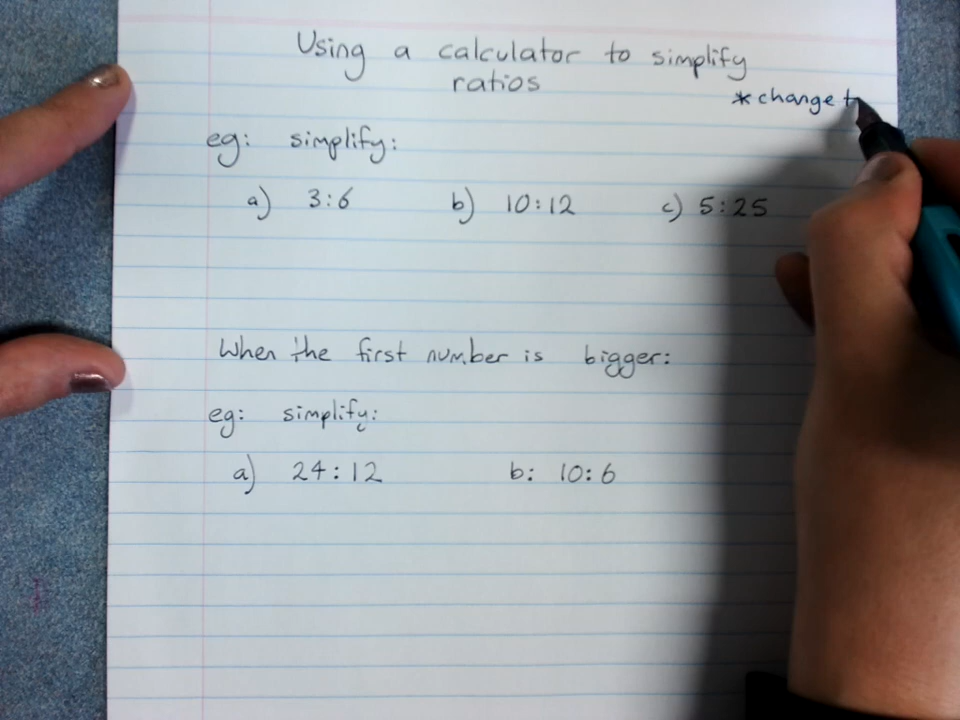 Using a calculator to simplify
ratios
* change t
eg: simplify:
a) 3:6 b) 10:12 c) 5:25
When the first number is bigger:
eg: simplify:
a) 24:12 b: 10:6